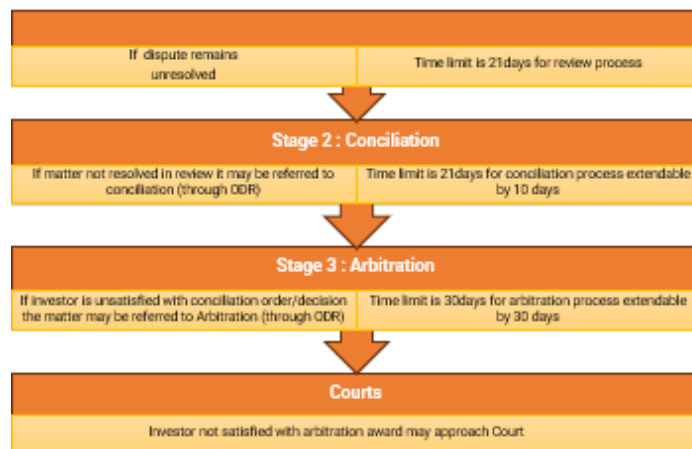 If dispute remains
unresolved
Time limit is 21days for review process
Stage 2 : Conciliation
If matter not resolved in review it may be referred to
conciliation (through ODR)
Time limit is 21days for conciliation process extendable
by 10 days
Stage 3 : Arbitration
If investor is unsatisfied with conciliation order/decision
the matter may be referred to Arbitration (through ODR)
Time limit is 30days for arbitration process extendable
by 30 days
Courts
Investor not satisfied with arbitration award may approach Court